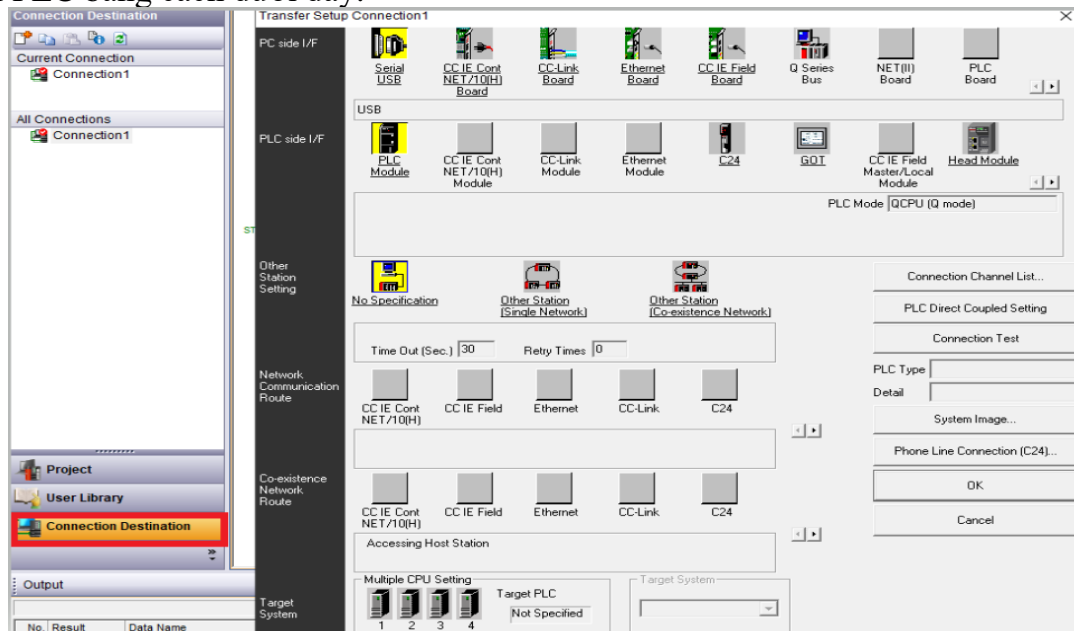 PLC bằng cách dưới đây.
Connection Destination
Current Connection
Connection1
All Connections
Connection1
Project
User Library
Connection Destination
Output
No. Result Data Name
Transfer Setup Connection1
PC side I/F
Serial USB
CC IE Cont NET/10(H) Board
CC-Link Board
Ethernet Board
CC IE Field Board
Q Series Bus
NET(II) Board
PLC Board
USB
PLC side I/F
PLC Module
CC IE Cont NET/10(H) Module
CC-Link Module
Ethernet Module
C24
GOT
CC IE Field Master/Local Module
Head Module
PLC Mode QCPU (Q mode)
Other Station Setting
No Specification
Other Station (Single Network)
Other Station (Co-existence Network)
Time Out (Sec.) 30 Retry Times 0
Network Communication Route
CC IE Cont NET/10(H)
CC IE Field
Ethernet
CC-Link
C24
Co-existence Network Route
CC IE Cont NET/10(H)
CC IE Field
Ethernet
CC-Link
C24
Accessing Host Station
Target System
Multiple CPU Setting
1 2 3 4
Target PLC
Not Specified
Target System
Connection Channel List...
PLC Direct Coupled Setting
Connection Test
PLC Type
Detail
System Image...
Phone Line Connection (C24)...
OK
Cancel